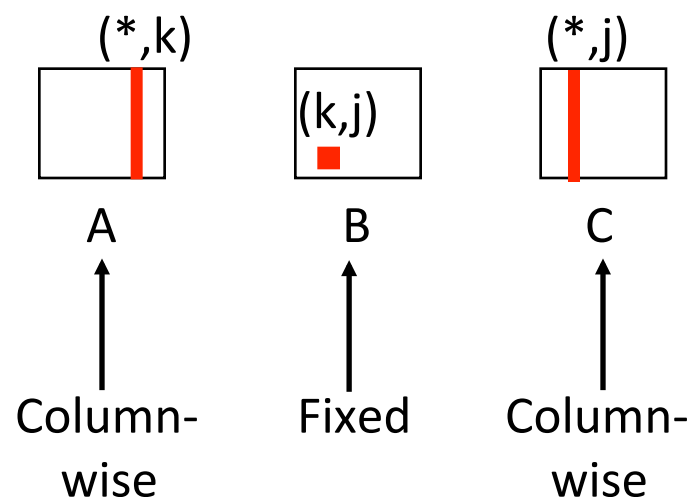 (*,k)
(*,j)
(k,j)
A
B
C
Column-
wise
Fixed
Column-
wise